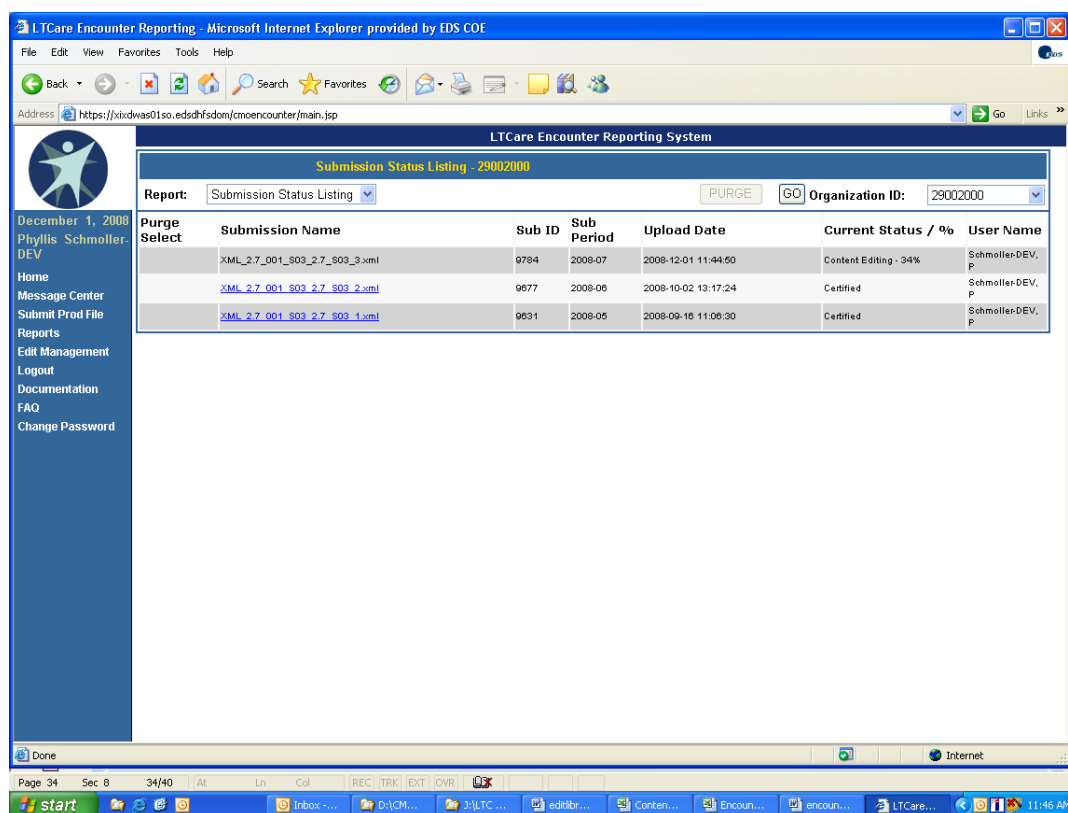 LTCare Encounter Reporting - Microsoft Internet Explorer provided by EDS COE
File Edit View Favorites Tools Help
EDS
Back Search Favorites
Address https://xixdwas01so.edsdhfsdom/cmoencounter/main.jsp Go Links »
LTCare Encounter Reporting System
Submission Status Listing - 29002000
Report: Submission Status Listing PURGE GO Organization ID: 29002000
December 1, 2008
Phyllis Schmoller-
DEV
Home
Message Center
Submit Prod File
Reports
Edit Management
Logout
Documentation
FAQ
Change Password
Purge Select Submission Name Sub ID Sub Period Upload Date Current Status / % User Name
XML_2.7_001_S03_2.7_S03_3.xml 9784 2008-07 2008-12-01 11:44:50 Content Editing - 34% Schmoller-DEV, P
XML_2.7_001_S03_2.7_S03_2.xml 9677 2008-06 2008-10-02 13:17:24 Certified Schmoller-DEV, P
XML_2.7_001_S03_2.7_S03_1.xml 9631 2008-05 2008-09-16 11:06:30 Certified Schmoller-DEV, P
Done Internet
Page 34 Sec 8 34/40 At Ln Col REC TRK EXT OVR
start Inbox -... D:\CM... J:\LTC ... editlibr... Conten... Encoun... encoun... LTCare... 11:46 AM